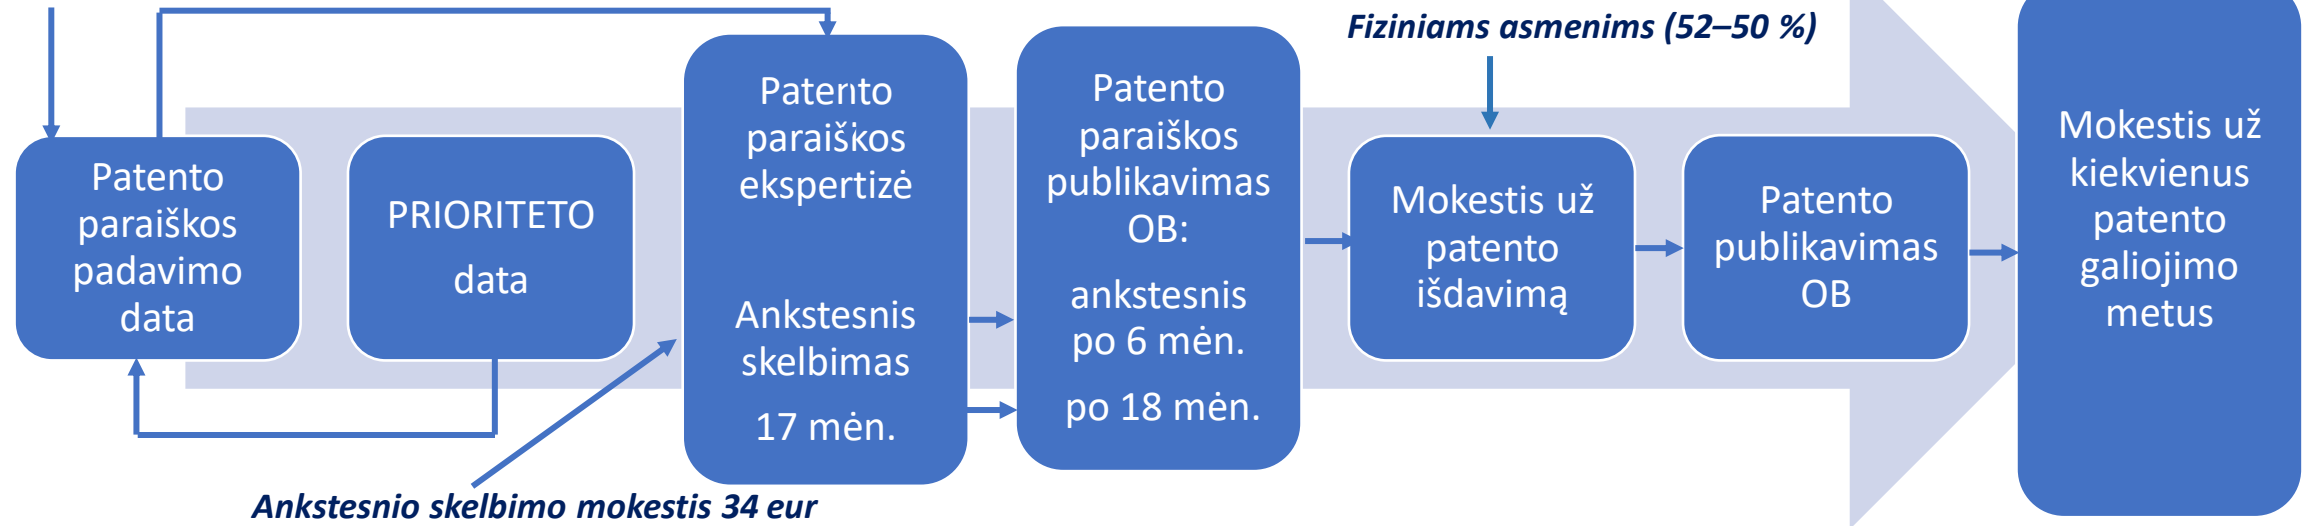 Patento
paraiškos
padavimo
data
PRIORITETO
data
Patento
paraiškos
ekspertizė
Ankstesnis
skelbimas
17 mėn.
Ankstesnio skelbimo mokestis 34 eur
Patento
paraiškos
publikavimas
OB:
ankstesnis
po 6 mėn.
po 18 mėn.
Fiziniams asmenims (52–50 %)
Mokestis už
patento
išdavimą
Patento
publikavimas
OB
Mokestis už
kiekvienus
patento
galiojimo
metus